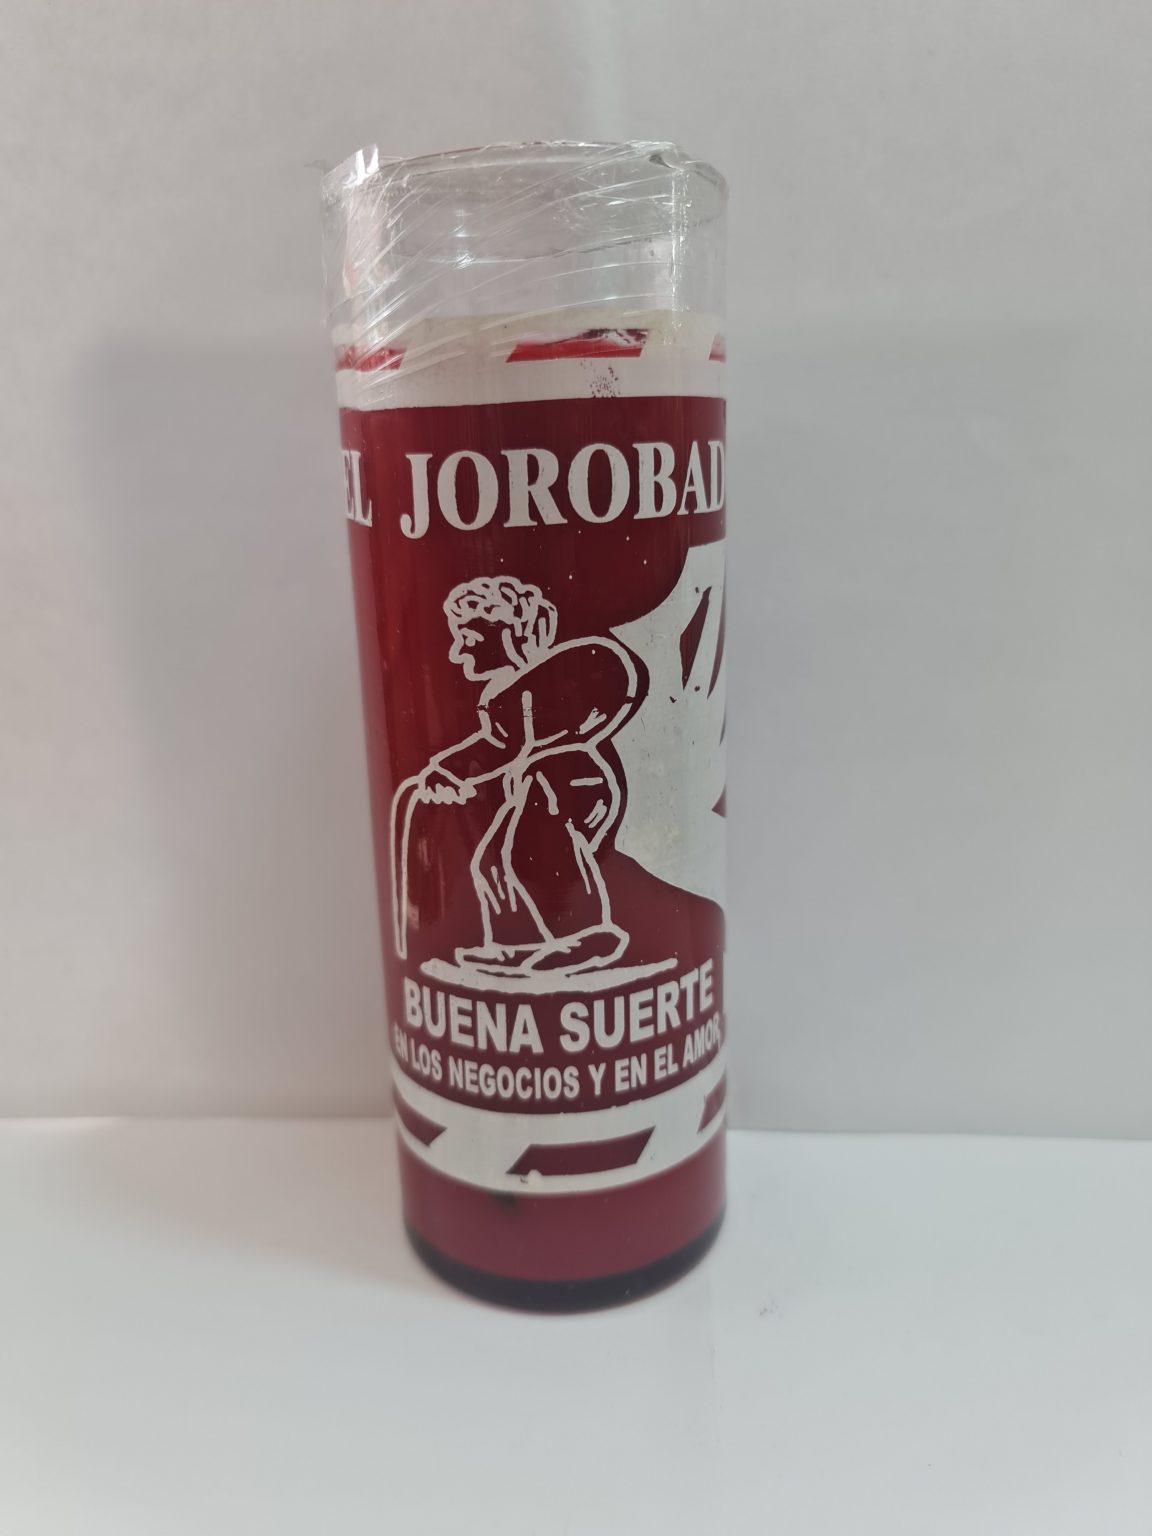 EL JOROBAD
BUENA SUERTE
EN LOS NEGOCIOS Y EN EL AMOR